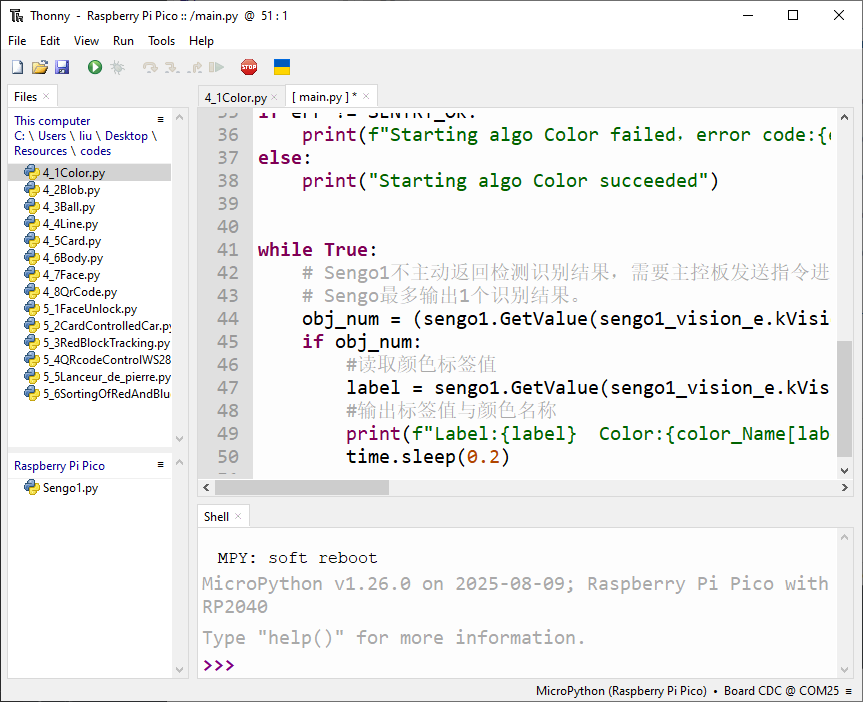 Thonny - Raspberry Pi Pico :: /main.py @ 51 : 1
File Edit View Run Tools Help
STOP
Files
This computer
C: \ Users \ liu \ Desktop \
Resources \ codes
4_1Color.py
4_2Blob.py
4_3Ball.py
4_4Line.py
4_5Card.py
4_6Body.py
4_7Face.py
4_8QrCode.py
5_1FaceUnlock.py
5_2CardControlledCar.py
5_3RedBlockTracking.py
5_4QRcodeControlWS28
5_5Lanceur_de_pierre.py
5_6SortingOfRedAndBlu
Raspberry Pi Pico
Sengo1.py
4_1Color.py [ main.py ] *
35 if err != SENTRY_OK:
36 print(f"Starting algo Color failed, error code:{e
37 else:
38 print("Starting algo Color succeeded")
39
40
41 while True:
42 # Sengo1不主动返回检测识别结果，需要主控板发送指令进
43 # Sengo最多输出1个识别结果。
44 obj_num = (sengo1.GetValue(sengo1_vision_e.kVisi
45 if obj_num:
46 #读取颜色标签值
47 label = sengo1.GetValue(sengo1_vision_e.kVis
48 #输出标签值与颜色名称
49 print(f"Label:{label}  Color:{color_Name[lab
50 time.sleep(0.2)
Shell
MPY: soft reboot
MicroPython v1.26.0 on 2025-08-09; Raspberry Pi Pico with
RP2040
Type "help()" for more information.
>>>
MicroPython (Raspberry Pi Pico) • Board CDC @ COM25 ≡